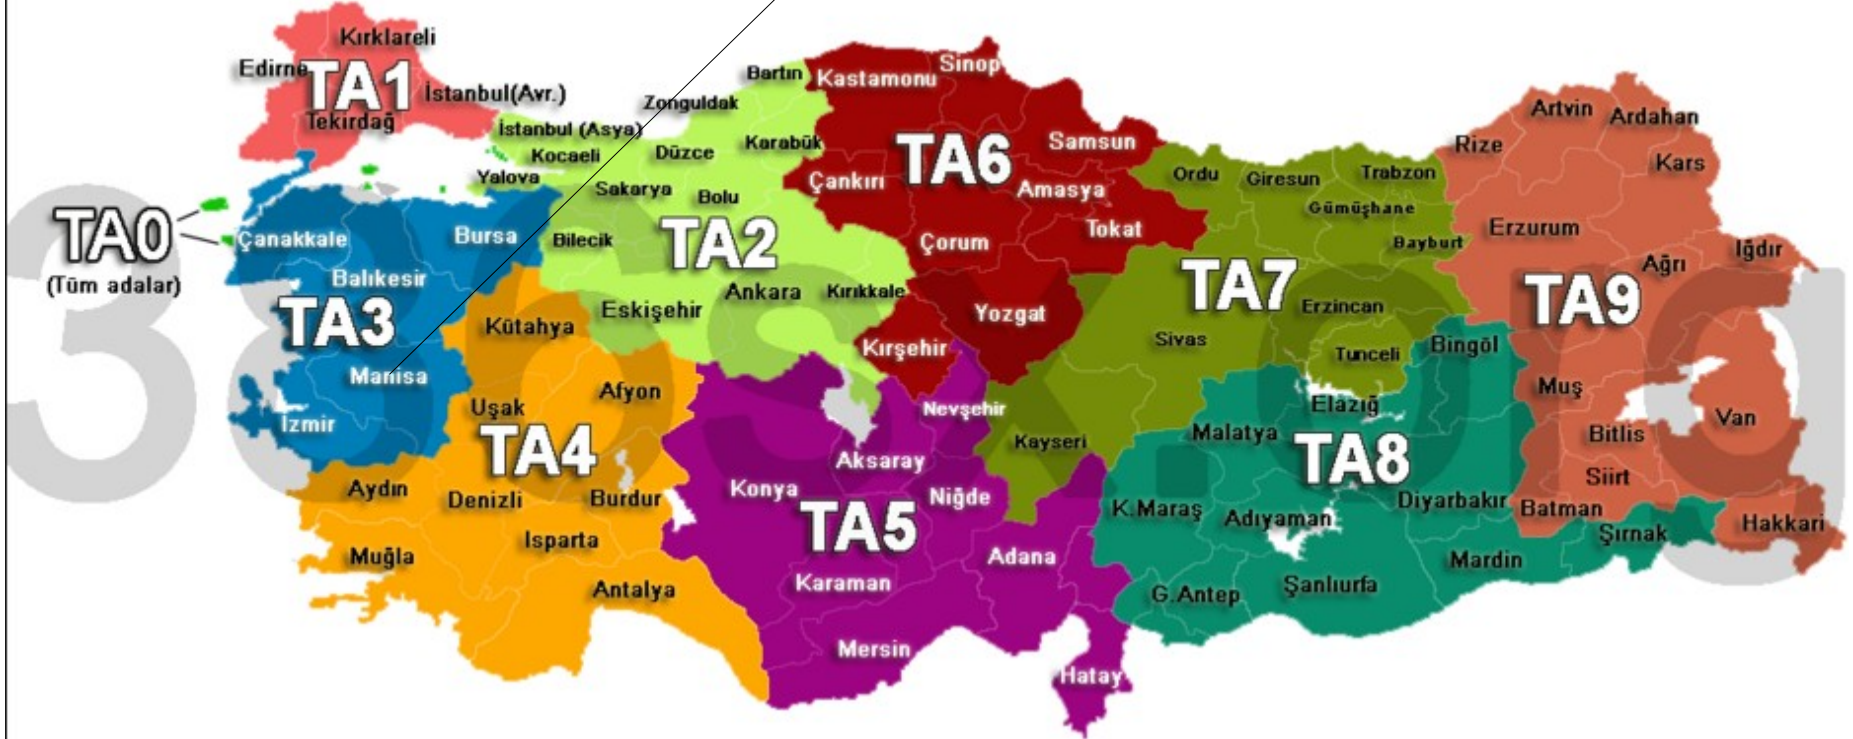 Kırklareli
Edirne
TA1
İstanbul(Avr.)
Tekirdağ
TA0
(Tüm adalar)
Bartın
Zonguldak
İstanbul (Asya)
Kocaeli
Düzce
Karabük
Yalova
Sakarya
Bolu
Bilecik
TA2
Ankara
Kırıkkale
Eskişehir
Çanakkale
Bursa
Balıkesir
TA3
Manisa
İzmir
Kütahya
Afyon
Uşak
TA4
Aydın
Denizli
Burdur
Isparta
Muğla
Antalya
Nevşehir
Aksaray
Konya
Niğde
TA5
Adana
Karaman
Mersin
Hatay
Kastamonu
Sinop
Samsun
TA6
Çankırı
Amasya
Tokat
Çorum
Yozgat
Kırşehir
Ordu
Giresun
Trabzon
Gümüşhane
Bayburt
TA7
Erzincan
Sivas
Tunceli
Kayseri
Bingöl
Elazığ
Malatya
TA8
K.Maraş
Adıyaman
Diyarbakır
Mardin
Şırnak
G.Antep
Şanlıurfa
Artvin
Ardahan
Rize
Kars
Erzurum
Iğdır
Ağrı
TA9
Muş
Van
Bitlis
Siirt
Batman
Hakkari